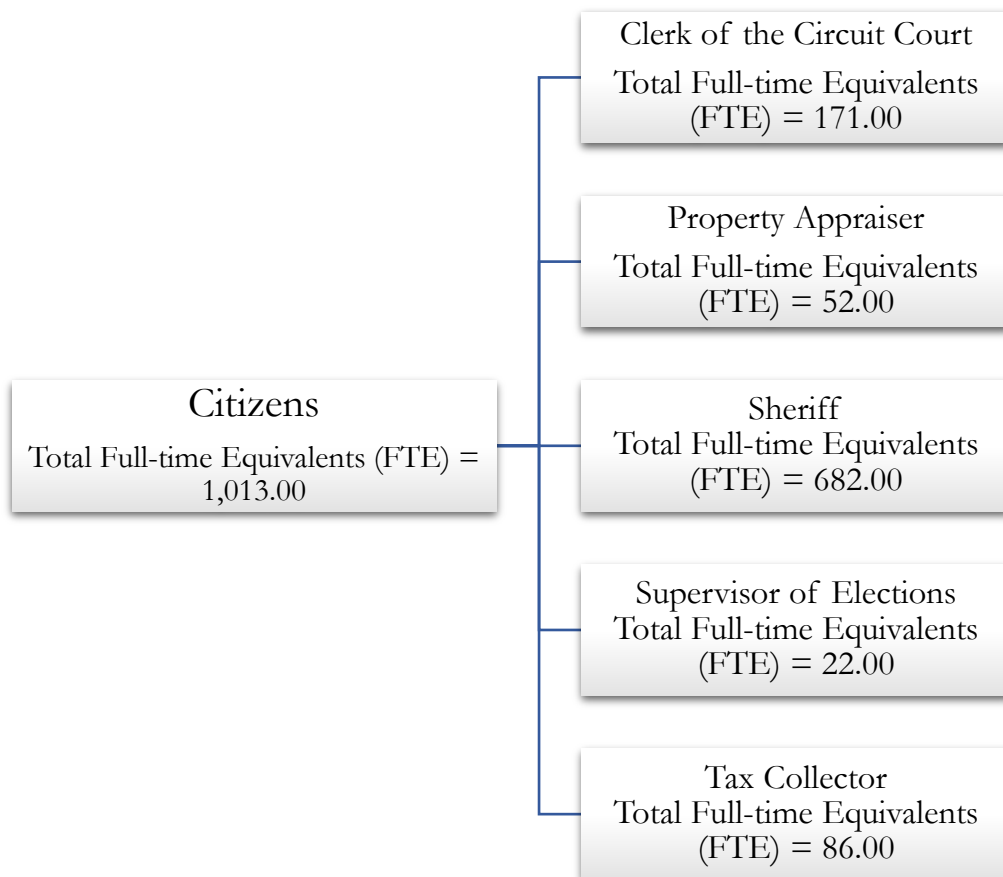 Clerk of the Circuit Court
Total Full-time Equivalents
(FTE) = 171.00
Property Appraiser
Total Full-time Equivalents
(FTE) = 52.00
Citizens
Total Full-time Equivalents (FTE) =
1,013.00
Sheriff
Total Full-time Equivalents
(FTE) = 682.00
Supervisor of Elections
Total Full-time Equivalents
(FTE) = 22.00
Tax Collector
Total Full-time Equivalents
(FTE) = 86.00